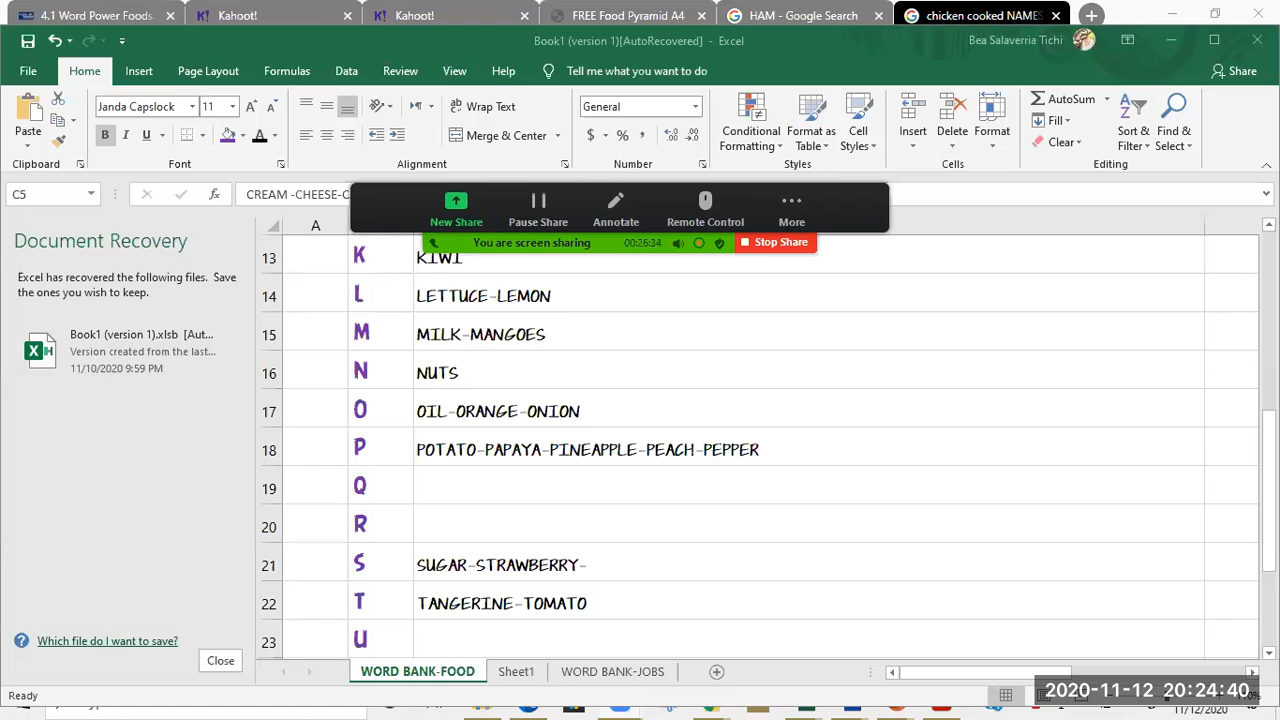 4.1 Word Power Foods. Kahoot! Kahoot! FREE Food Pyramid A4 HAM - Google Search chicken cooked NAMES
Book1 (version 1)[AutoRecovered] - Excel Bea Salaverria Tichi
File Home Insert Page Layout Formulas Data Review View Help Tell me what you want to do Share
Paste Janda Capslock 11 Wrap Text General Conditional Formatting Format as Table Cell Styles Insert Delete Format AutoSum Sort & Filter Find & Select
B I U Merge & Center $ % Fill
Clear
Clipboard Font Alignment Number Styles Cells Editing
C5 fx CREAM -CHEESE-C
New Share Pause Share Annotate Remote Control More
You are screen sharing 00:26:34 Stop Share
A
Document Recovery
Excel has recovered the following files. Save
the ones you wish to keep.
Book1 (version 1).xlsb [Aut...
Version created from the last...
11/10/2020 9:59 PM
13 K KIWI
14 L LETTUCE-LEMON
15 M MILK-MANGOES
16 N NUTS
17 O OIL-ORANGE-ONION
18 P POTATO-PAPAYA-PINEAPPLE-PEACH-PEPPER
19 Q
20 R
21 S SUGAR-STRAWBERRY-
22 T TANGERINE-TOMATO
23 U
Which file do I want to save?
Close
WORD BANK-FOOD Sheet1 WORD BANK-JOBS
Ready
2020-11-12 20:24:40
11/12/2020